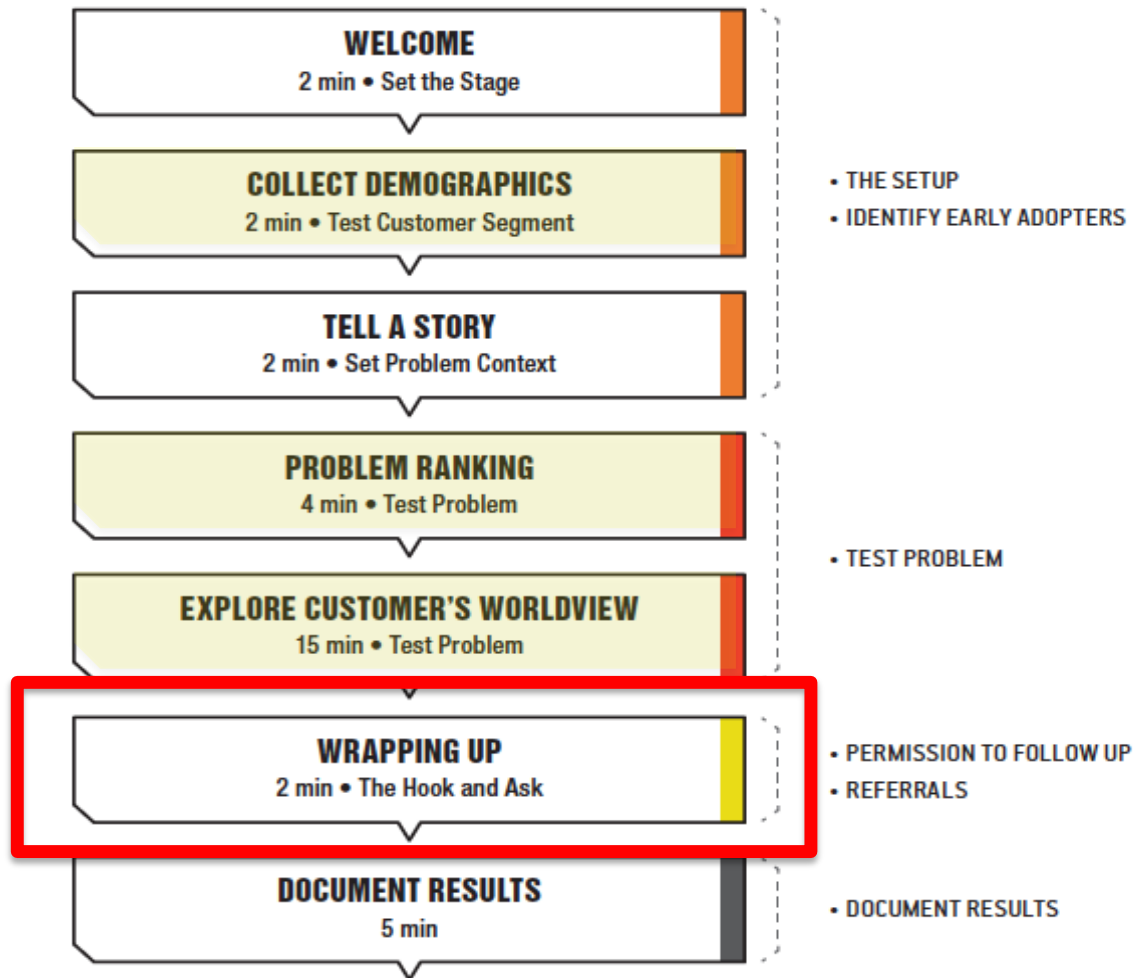 WELCOME
2 min • Set the Stage
COLLECT DEMOGRAPHICS
2 min • Test Customer Segment
• THE SETUP
• IDENTIFY EARLY ADOPTERS
TELL A STORY
2 min • Set Problem Context
PROBLEM RANKING
4 min • Test Problem
• TEST PROBLEM
EXPLORE CUSTOMER'S WORLDVIEW
15 min • Test Problem
WRAPPING UP
2 min • The Hook and Ask
• PERMISSION TO FOLLOW UP
• REFERRALS
DOCUMENT RESULTS
5 min
• DOCUMENT RESULTS